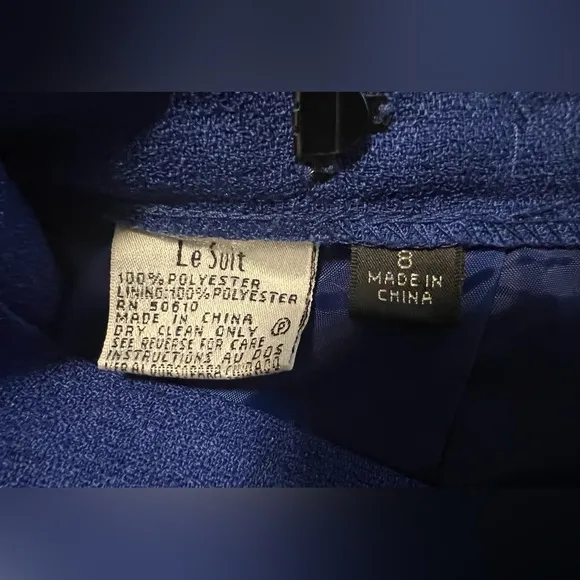 Le Suit
100% POLYESTER
LINING:100% POLYESTER
RN 50610
MADE IN CHINA
DRY CLEAN ONLY Ⓟ
SEE REVERSE FOR CARE
INSTRUCTIONS AU DOS
8
MADE IN
CHINA